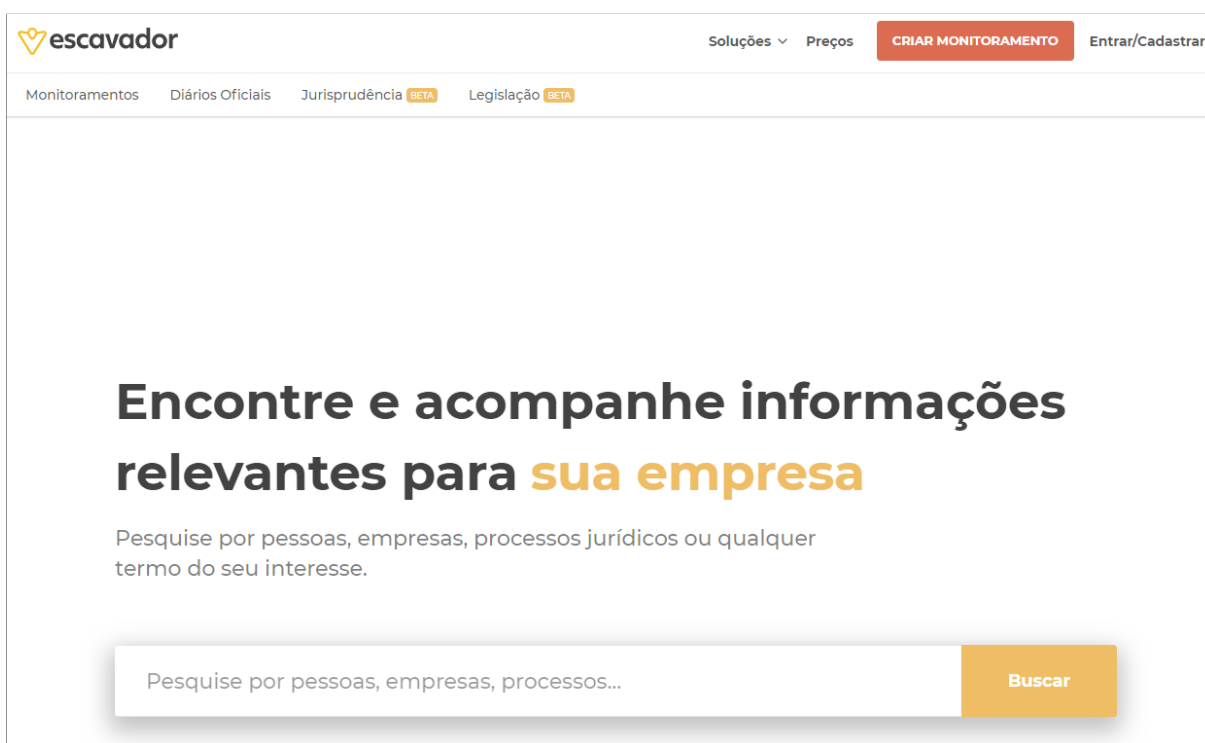 escavador
Soluções Preços CRIAR MONITORAMENTO Entrar/Cadastrar
Monitoramentos Diários Oficiais Jurisprudência BETA Legislação BETA
Encontre e acompanhe informações
relevantes para sua empresa
Pesquise por pessoas, empresas, processos jurídicos ou qualquer
termo do seu interesse.
Pesquise por pessoas, empresas, processos...
Buscar